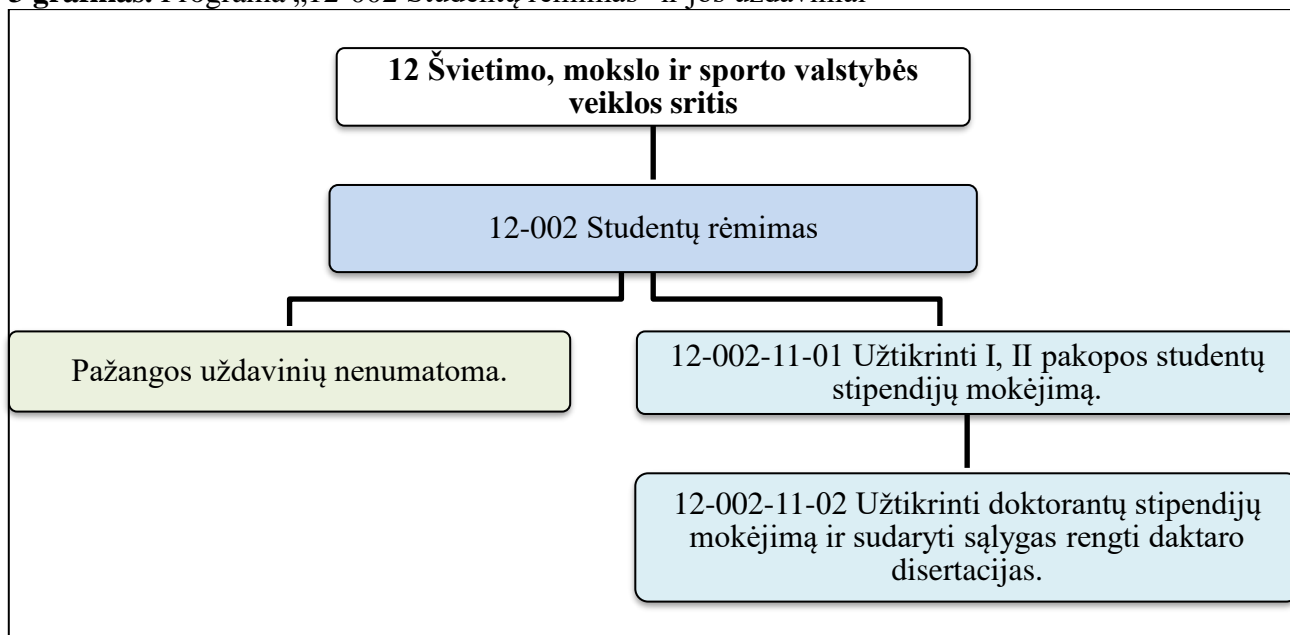 3 grafikas. Programa „12-002 Studentų rėmimas“ ir jos uždaviniai
12 Švietimo, mokslo ir sporto valstybės
veiklos sritis
12-002 Studentų rėmimas
Pažangos uždavinių nenumatoma.
12-002-11-01 Užtikrinti I, II pakopos studentų
stipendijų mokėjimą.
12-002-11-02 Užtikrinti doktorantų stipendijų
mokėjimą ir sudaryti sąlygas rengti daktaro
disertacijas.